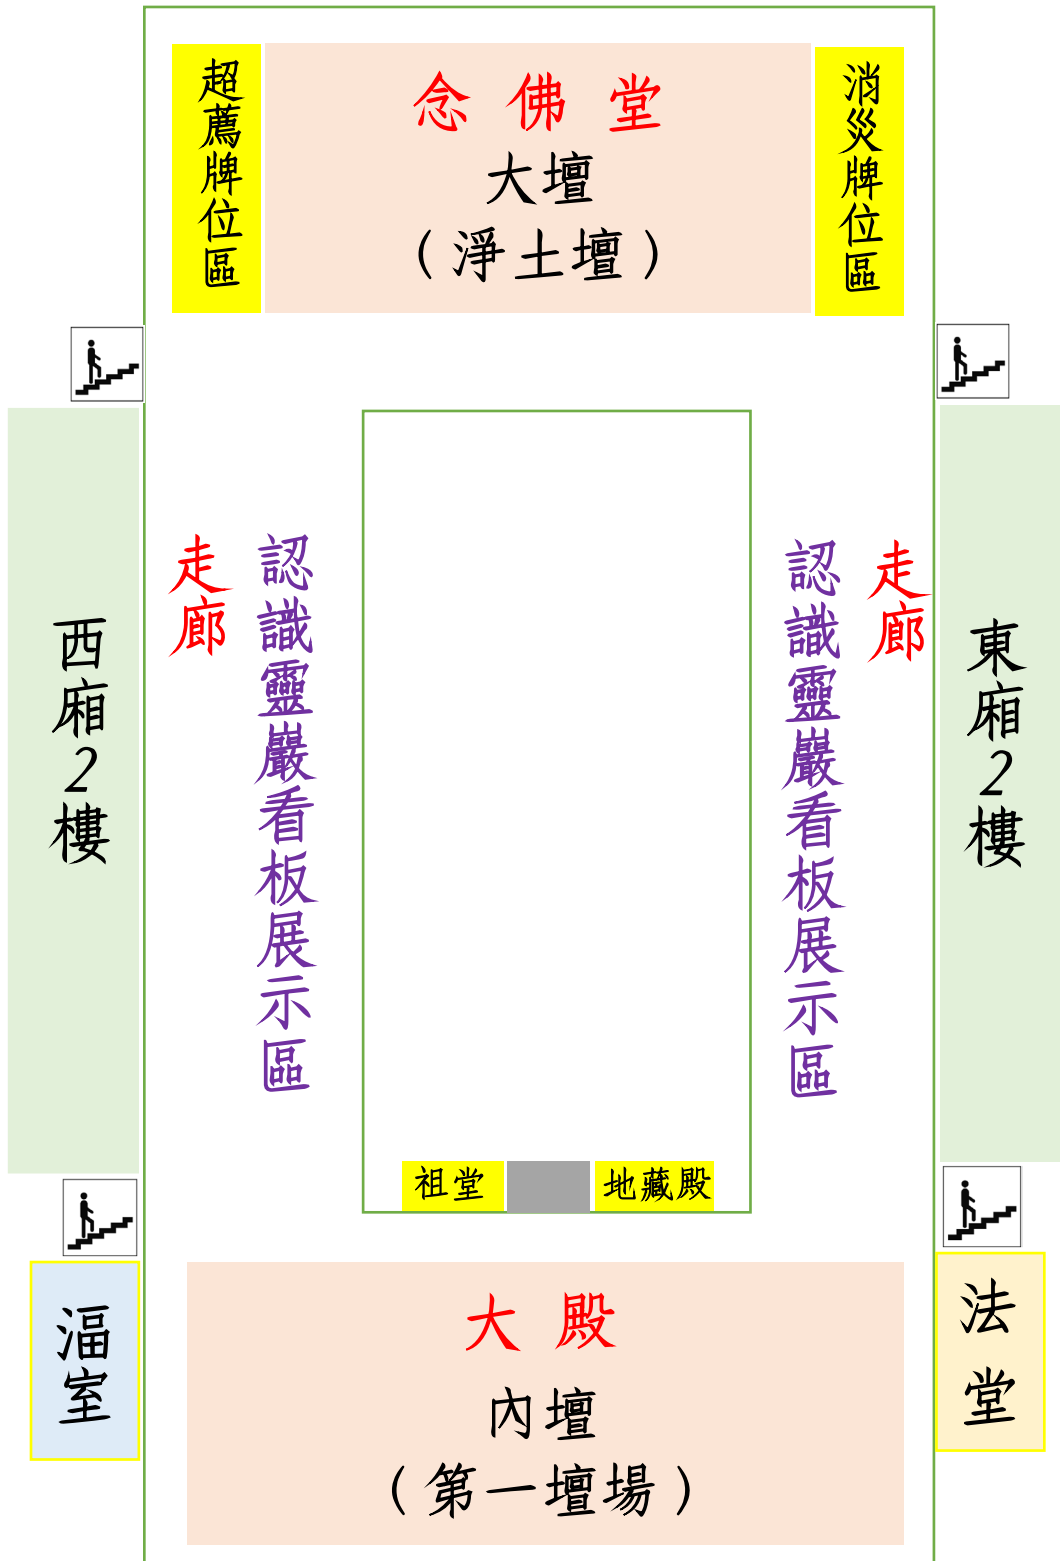 超薦牌位區
念佛堂
大壇
（淨土壇）
消災牌位區
西廂2樓
走廊
認識靈巖看板展示區
認識靈巖看板展示區
走廊
東廂2樓
祖堂
地藏殿
湢室
大殿
內壇
（第一壇場）
法堂